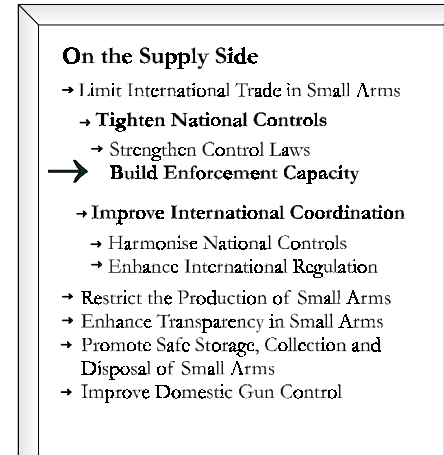 On the Supply Side
→ Limit International Trade in Small Arms
→ Tighten National Controls
→ Strengthen Control Laws
→ Build Enforcement Capacity
→ Improve International Coordination
→ Harmonise National Controls
→ Enhance International Regulation
→ Restrict the Production of Small Arms
→ Enhance Transparency in Small Arms
→ Promote Safe Storage, Collection and
Disposal of Small Arms
→ Improve Domestic Gun Control